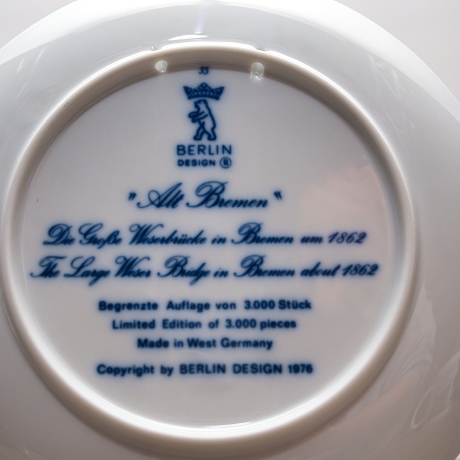 33
BERLIN
DESIGN ®
"Alt Bremen"
Die Große Weserbrücke in Bremen um 1862
The Large Weser Bridge in Bremen about 1862
Begrenzte Auflage von 3.000 Stück
Limited Edition of 3.000 pieces
Made in West Germany
Copyright by BERLIN DESIGN 1976